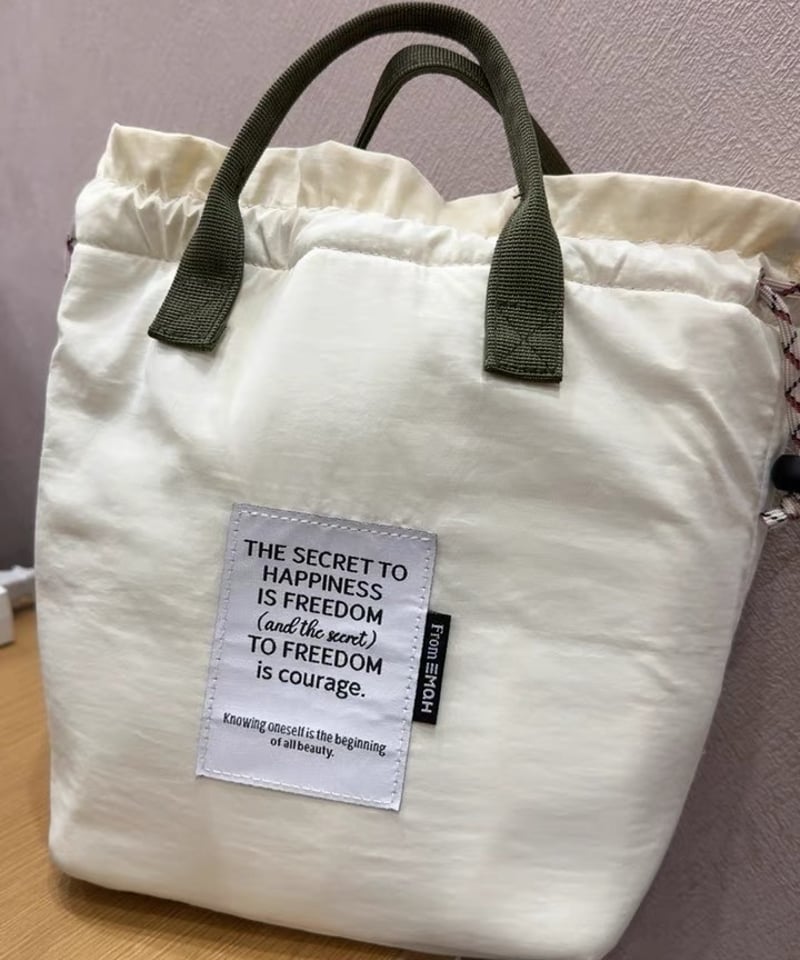 THE SECRET TO
HAPPINESS
IS FREEDOM
(and the secret)
TO FREEDOM
is courage.
Knowing oneself is the beginning
of all beauty.
From ΞMQH